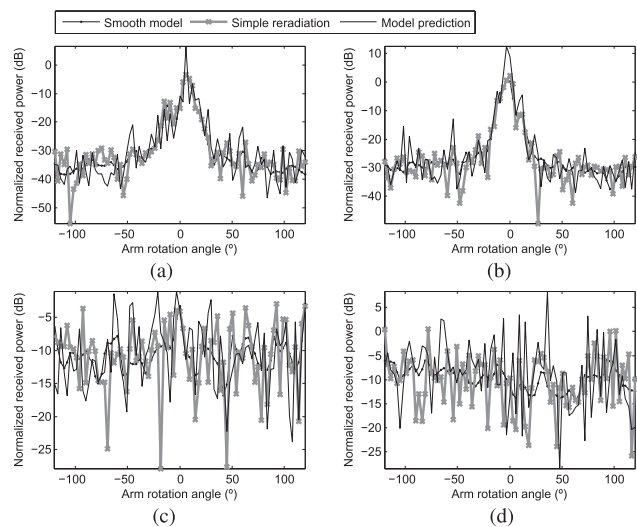 Smooth model Simple reradiation Model prediction
Normalized received power (dB)
0
−10
−20
−30
−40
−50
−100 −50 0 50 100
Arm rotation angle (º)
(a)
Normalized received power (dB)
10
0
−10
−20
−30
−40
−100 −50 0 50 100
Arm rotation angle (º)
(b)
Normalized received power (dB)
−5
−10
−15
−20
−25
−100 −50 0 50 100
Arm rotation angle (º)
(c)
Normalized received power (dB)
5
0
−5
−10
−15
−20
−25
−100 −50 0 50 100
Arm rotation angle (º)
(d)